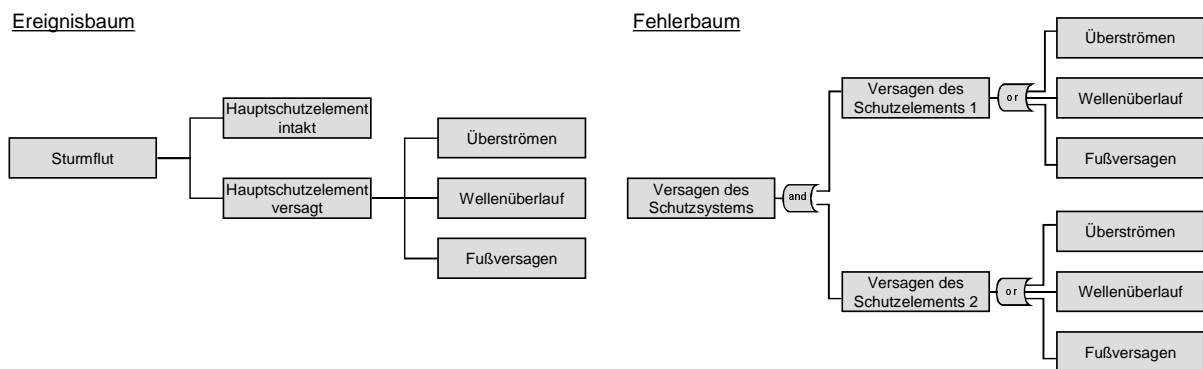 Ereignisbaum
Sturmflut
Hauptschutzelement
intakt
Hauptschutzelement
versagt
Überströmen
Wellenüberlauf
Fußversagen
Fehlerbaum
Versagen des
Schutzsystems
and
Versagen des
Schutzelements 1
or
Überströmen
Wellenüberlauf
Fußversagen
Versagen des
Schutzelements 2
or
Überströmen
Wellenüberlauf
Fußversagen